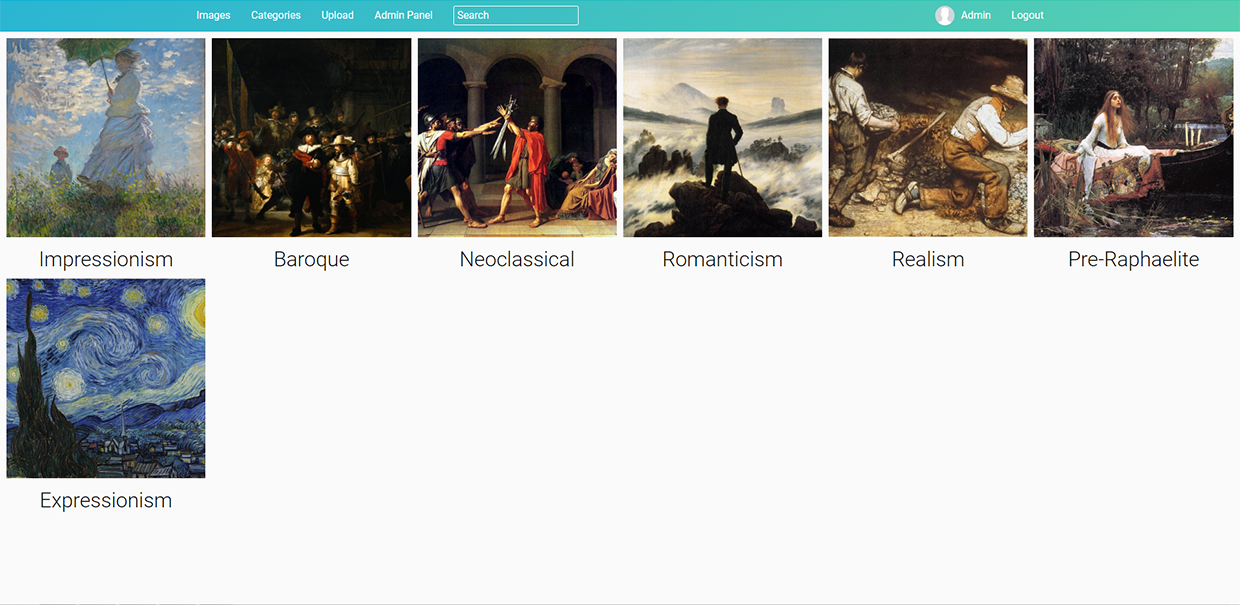 Images Categories Upload Admin Panel Search Admin Logout
Impressionism Baroque Neoclassical Romanticism Realism Pre-Raphaelite
Expressionism